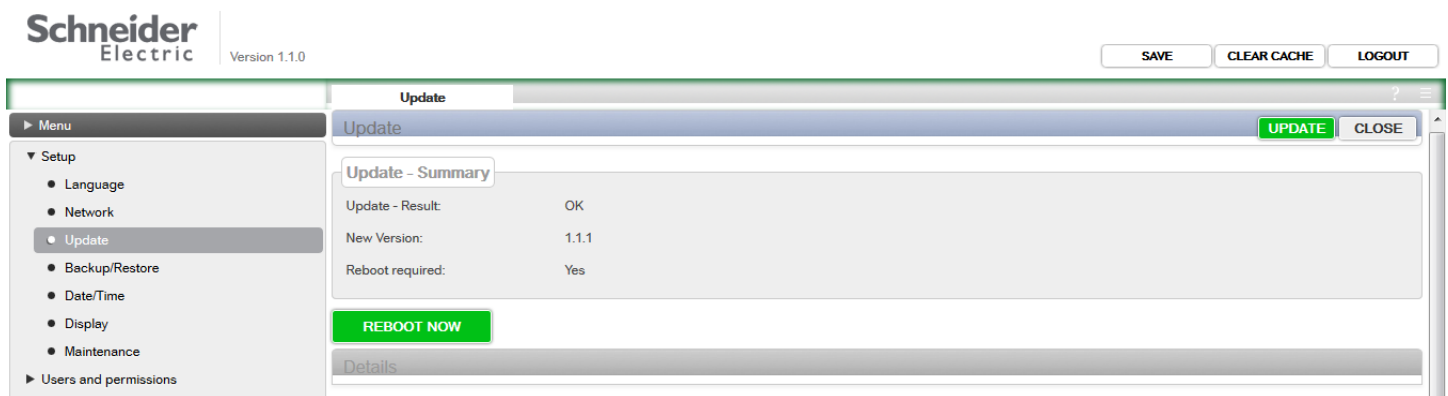 Schneider
Electric
Version 1.1.0
SAVE
CLEAR CACHE
LOGOUT
Update
?
Menu
Update
UPDATE
CLOSE
Setup
Language
Network
Update
Backup/Restore
Date/Time
Display
Maintenance
Users and permissions
Update - Summary
Update - Result: OK
New Version: 1.1.1
Reboot required: Yes
REBOOT NOW
Details